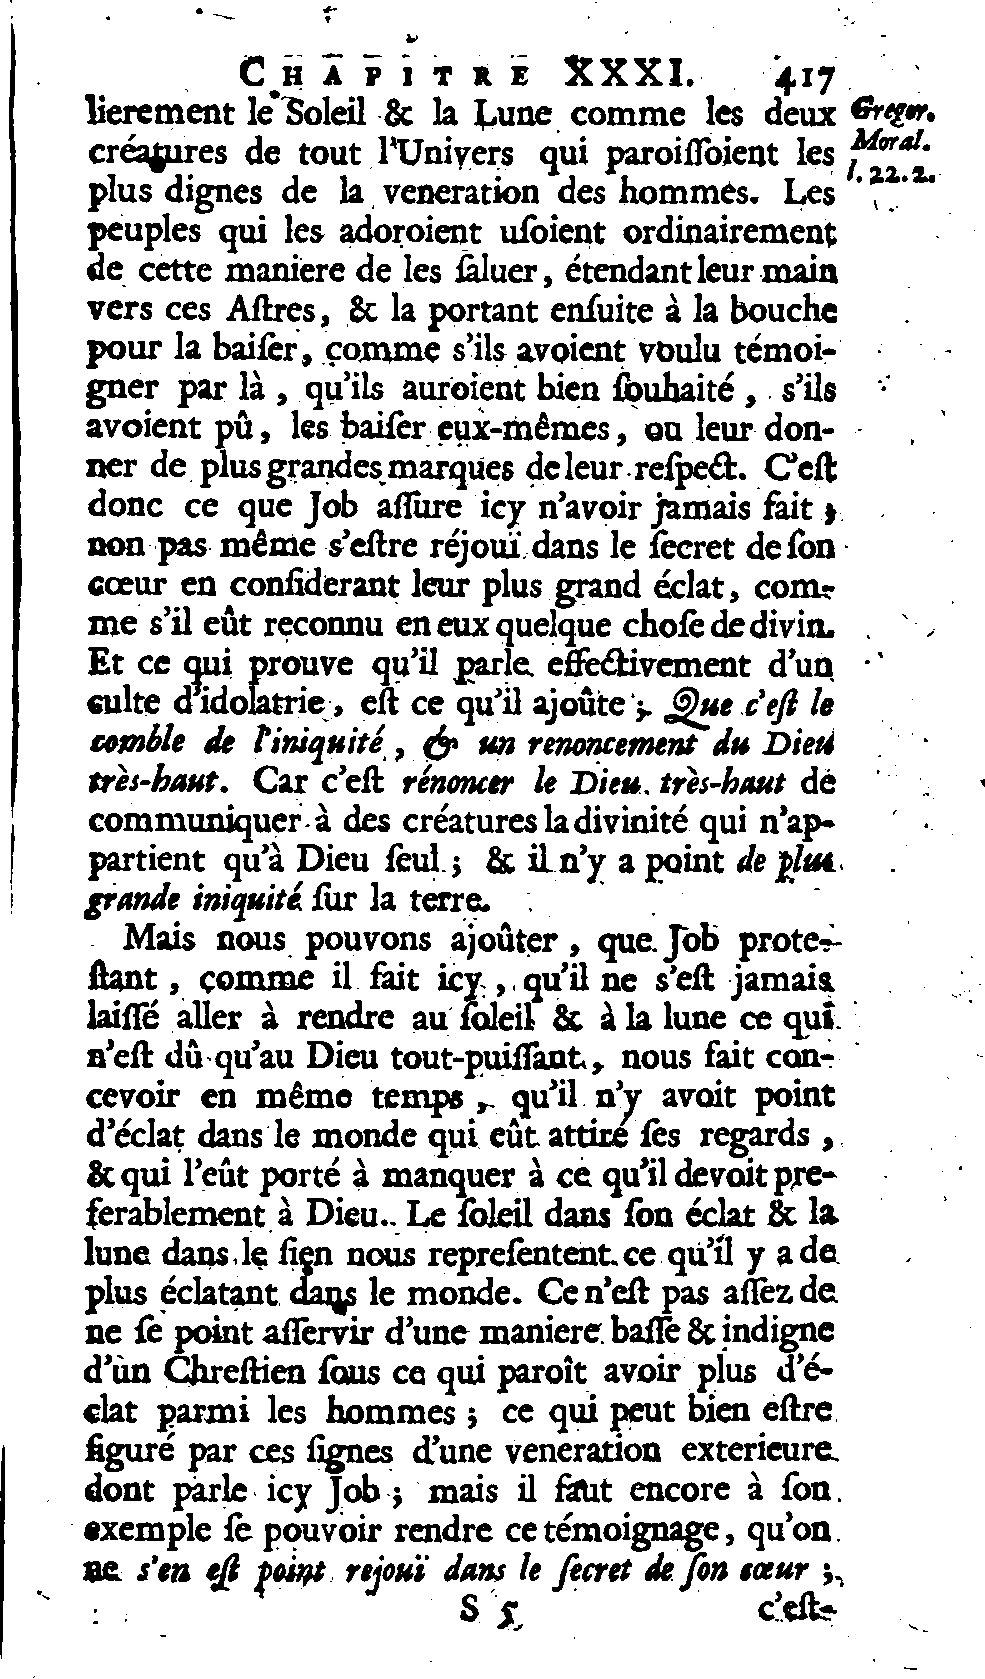 CHAPITRE XXXI. 417
lierement le Soleil & la Lune comme les deux
Gregor.
créatures de tout l'Univers qui paroiſſoient les
Moral.
plus dignes de la veneration des hommes. Les
l. 22. 2.
peuples qui les adoroient uſoient ordinairement
de cette maniere de les ſaluer, étendant leur main
vers ces Aſtres, & la portant enſuite à la bouche
pour la baiſer, comme s'ils avoient voulu témoi-
gner par là, qu'ils auroient bien ſouhaité, s'ils
avoient pû, les baiſer eux-mêmes, ou leur don-
ner de plus grandes marques de leur reſpect. C'eſt
donc ce que Job aſſure icy n'avoir jamais fait;
non pas même s'eſtre réjouï dans le ſecret de ſon
cœur en conſiderant leur plus grand éclat, com-
me s'il eût reconnu en eux quelque choſe de divin.
Et ce qui prouve qu'il parle effectivement d'un
culte d'idolatrie, eſt ce qu'il ajoûte; Que c'eſt le
comble de l'iniquité, & un renoncement du Dieu
très-haut. Car c'eſt rénoncer le Dieu très-haut de
communiquer à des créatures la divinité qui n'ap-
partient qu'à Dieu ſeul; & il n'y a point de plus
grande iniquité ſur la terre.
Mais nous pouvons ajoûter, que Job prote-
ſtant, comme il fait icy, qu'il ne s'eſt jamais
laiſſé aller à rendre au ſoleil & à la lune ce qui
n'eſt dû qu'au Dieu tout-puiſſant, nous fait con-
cevoir en même temps, qu'il n'y avoit point
d'éclat dans le monde qui eût attiré ſes regards,
& qui l'eût porté à manquer à ce qu'il devoit pre-
ferablement à Dieu. Le ſoleil dans ſon éclat & la
lune dans le ſien nous repreſentent ce qu'il y a de
plus éclatant dans le monde. Ce n'eſt pas aſſez de
ne ſe point aſſervir d'une maniere baſſe & indigne
d'un Chreſtien ſous ce qui paroît avoir plus d'é-
clat parmi les hommes; ce qui peut bien eſtre
figuré par ces ſignes d'une veneration exterieure
dont parle icy Job; mais il faut encore à ſon
exemple ſe pouvoir rendre ce témoignage, qu'on
ne s'en eſt point rejouï dans le ſecret de ſon cœur;
S 5 c'eſt-